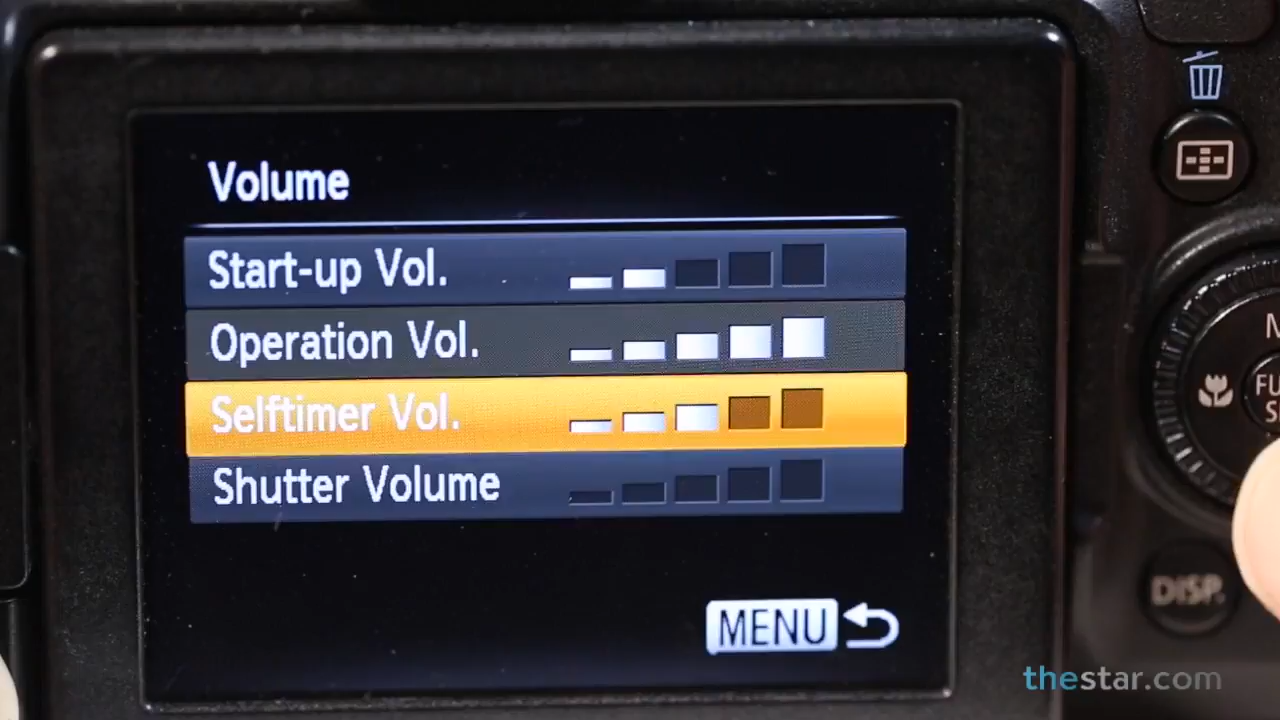 Volume
Start-up Vol.
Operation Vol.
Selftimer Vol.
Shutter Volume
MENU
DISP.
thestar.com